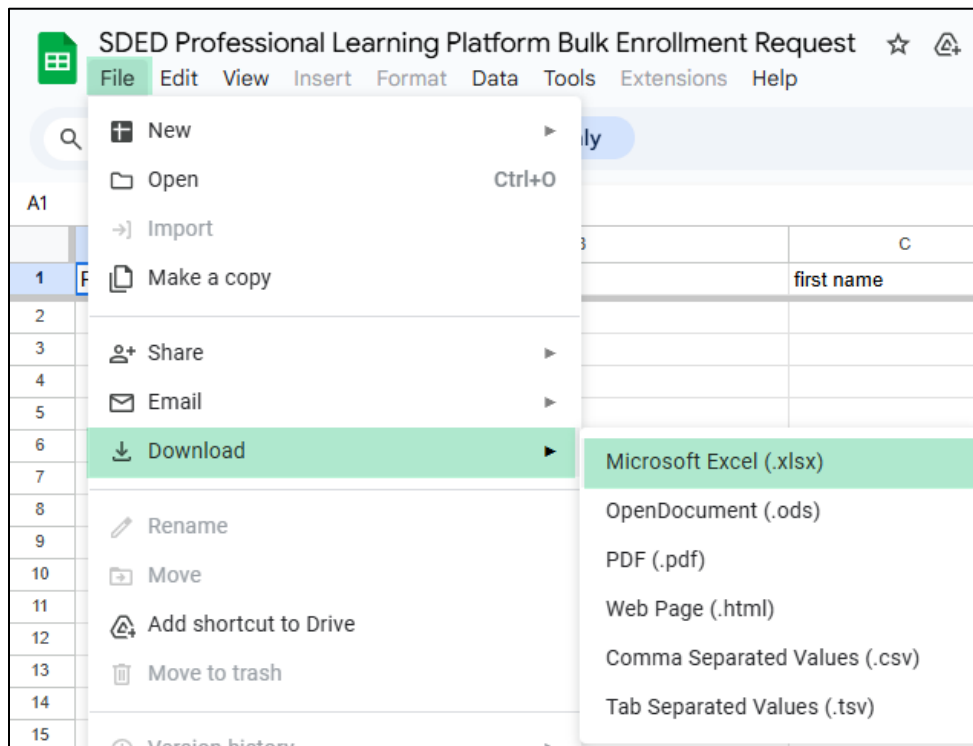 SDED Professional Learning Platform Bulk Enrollment Request
File Edit View Insert Format Data Tools Extensions Help
New
Open Ctrl+O
A1
Import
C
1 first name
Make a copy
2
3
Share
4
Email
5
6
Download
Microsoft Excel (.xlsx)
7
OpenDocument (.ods)
8
Rename
9
PDF (.pdf)
10
Move
11
Web Page (.html)
Add shortcut to Drive
12
Comma Separated Values (.csv)
13
Move to trash
14
Tab Separated Values (.tsv)
15
Version history